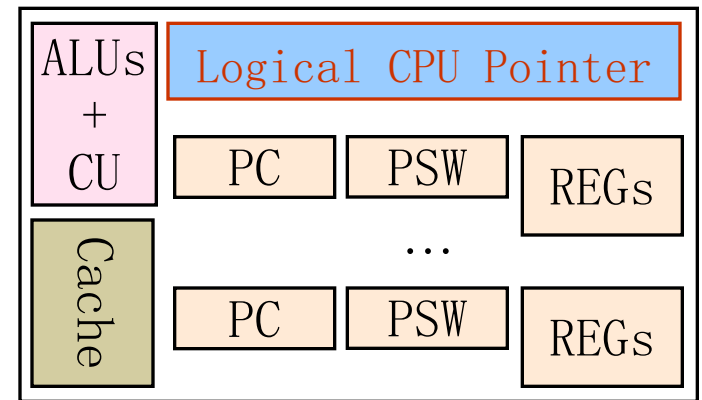 ALUs
+
CU
Logical CPU Pointer
PC
PSW
REGs
...
Cache
PC
PSW
REGs